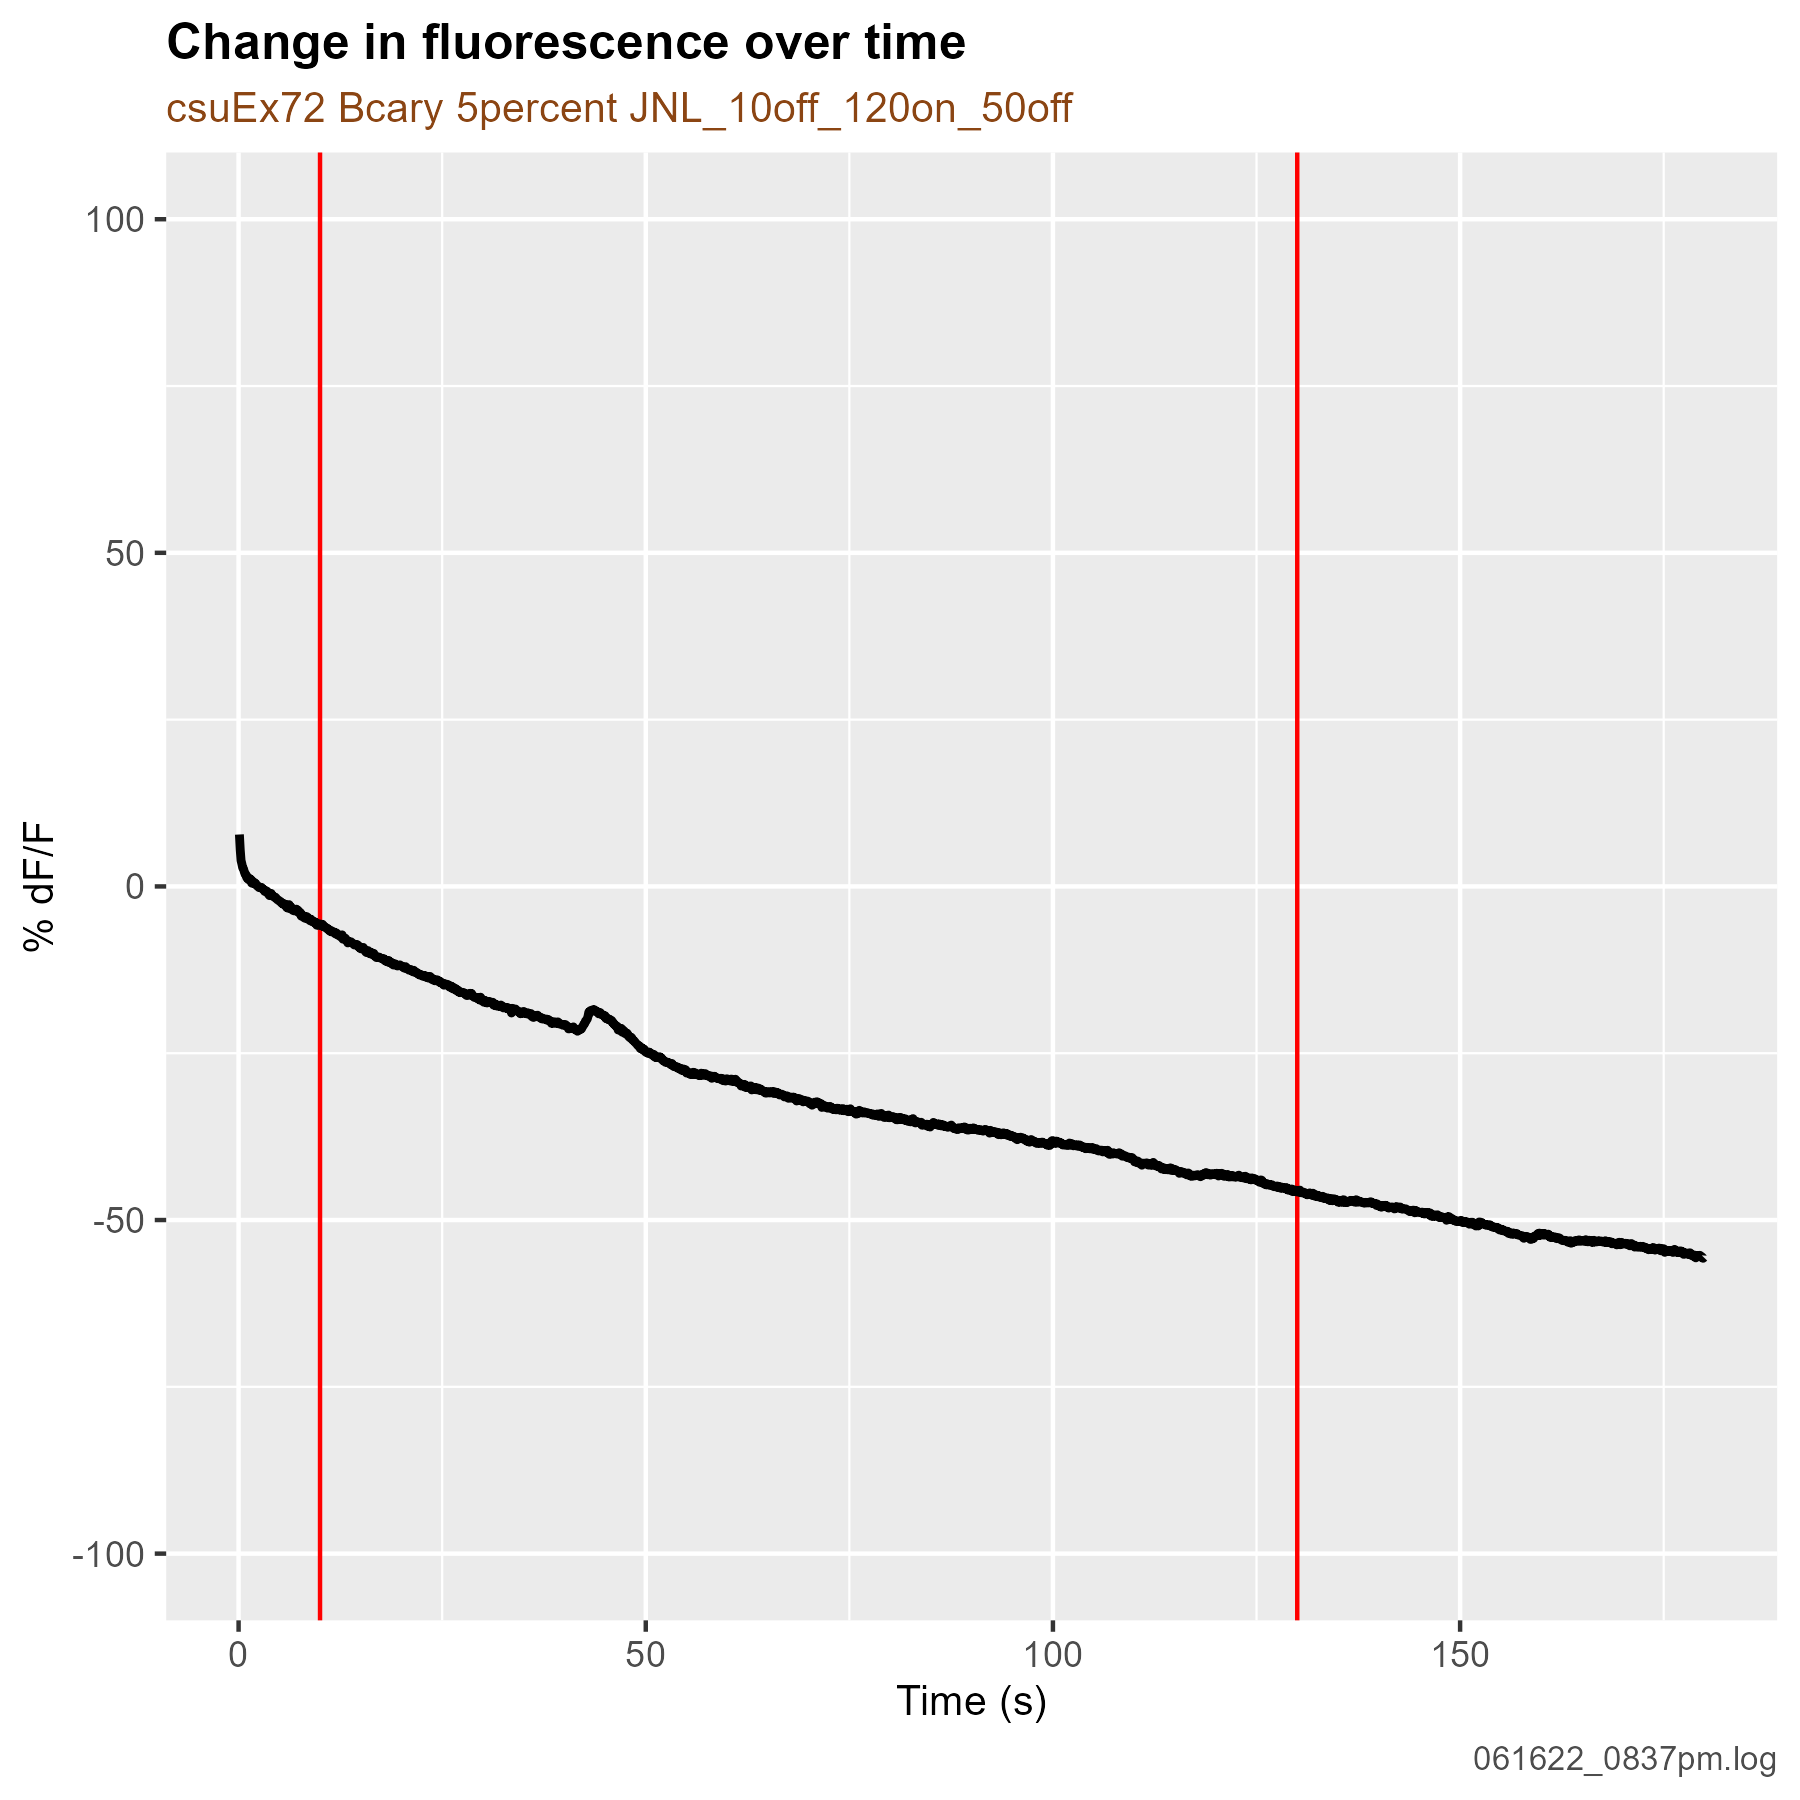 Change in fluorescence over time
csuEx72 Bcary 5percent JNL_10off_120on_50off
100
50
0
-50
-100
% dF/F
0 50 100 150
Time (s)
061622_0837pm.log